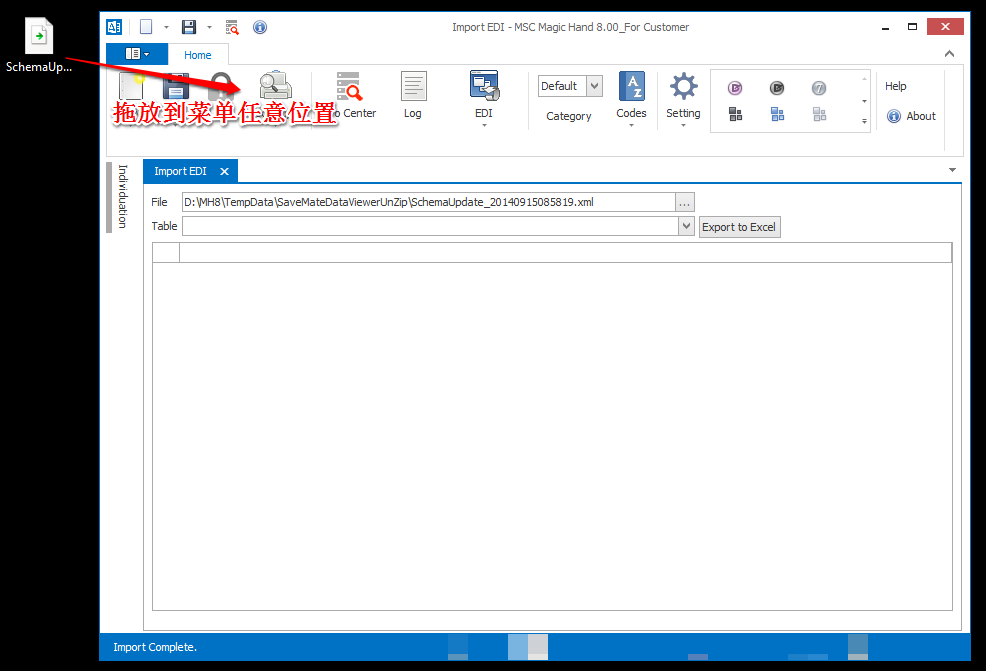 Import EDI - MSC Magic Hand 8.00_For Customer
SchemaUp...
Home
拖放到菜单任意位置
Center
Log
EDI
Default
Category
Codes
Setting
Help
About
Individuation
Import EDI
File
D:\MH8\TempData\SaveMateDataViewerUnZip\SchemaUpdate_20140915085819.xml
...
Table
Export to Excel
Import Complete.